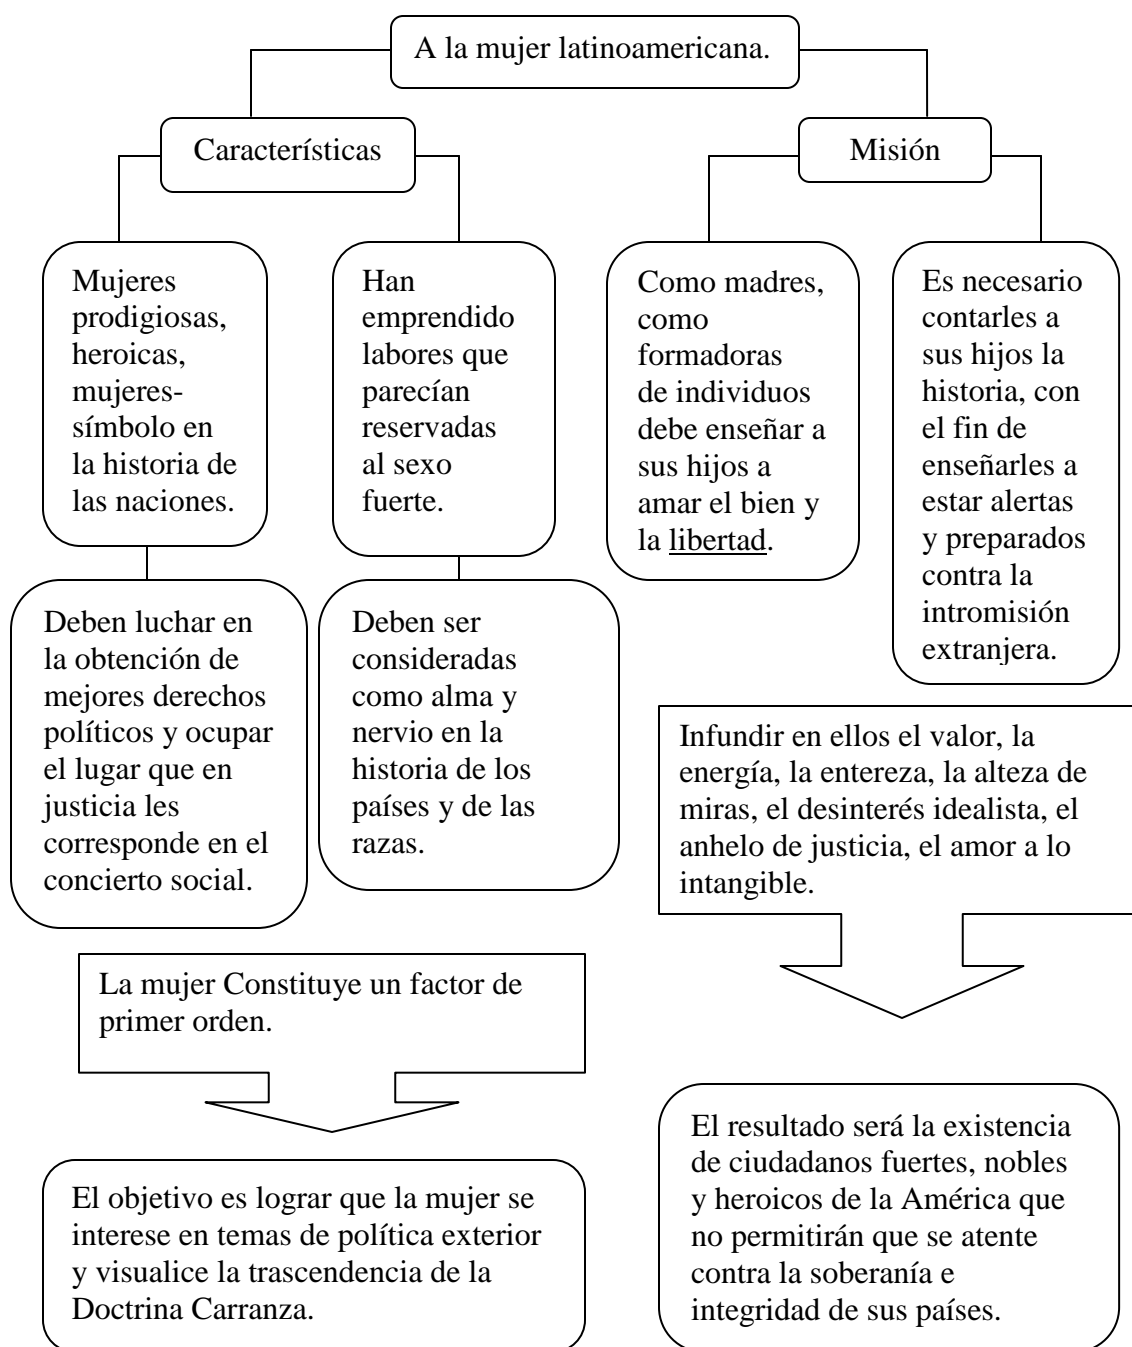 A la mujer latinoamericana.
Características
Misión
Mujeres
prodigiosas,
heroicas,
mujeres-
símbolo en
la historia de
las naciones.
Han
emprendido
labores que
parecían
reservadas
al sexo
fuerte.
Como madres,
como
formadoras
de individuos
debe enseñar a
sus hijos a
amar el bien y
la libertad.
Es necesario
contarles a
sus hijos la
historia, con
el fin de
enseñarles a
estar alertas
y preparados
contra la
intromisión
extranjera.
Deben luchar en
la obtención de
mejores derechos
políticos y ocupar
el lugar que en
justicia les
corresponde en el
concierto social.
Deben ser
consideradas
como alma y
nervio en la
historia de los
países y de las
razas.
Infundir en ellos el valor, la
energía, la entereza, la alteza de
miras, el desinterés idealista, el
anhelo de justicia, el amor a lo
intangible.
La mujer Constituye un factor de
primer orden.
El objetivo es lograr que la mujer se
interese en temas de política exterior
y visualice la trascendencia de la
Doctrina Carranza.
El resultado será la existencia
de ciudadanos fuertes, nobles
y heroicos de la América que
no permitirán que se atente
contra la soberanía e
integridad de sus países.